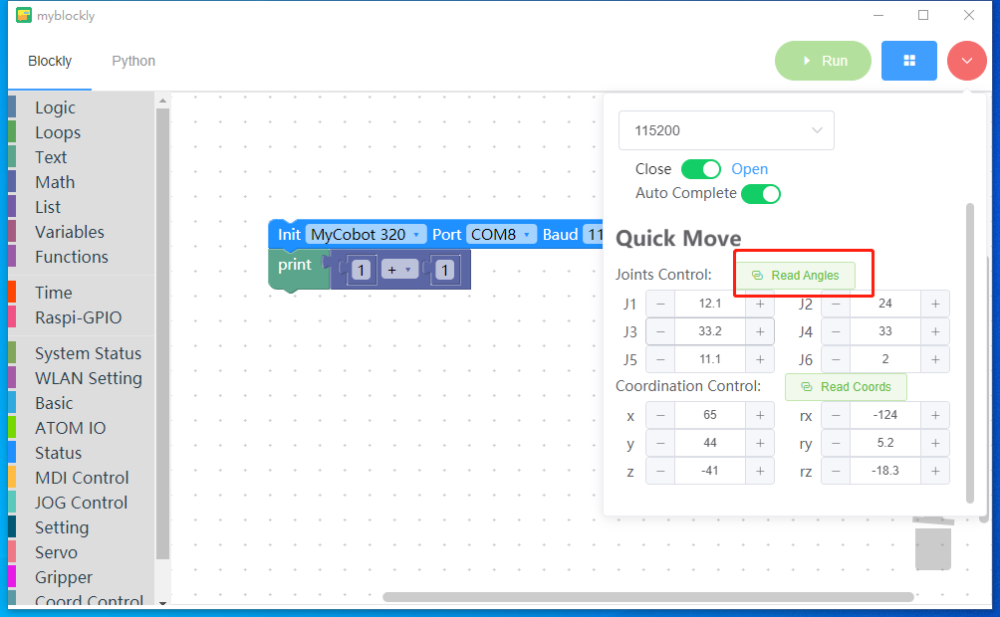 myblockly
Blockly Python Run
Logic
Loops
Text
Math
List
Variables
Functions
Time
Raspi-GPIO
System Status
WLAN Setting
Basic
ATOM IO
Status
MDI Control
JOG Control
Setting
Servo
Gripper
Coord Control
Init MyCobot 320 Port COM8 Baud 11
print 1 + 1
115200
Close Open
Auto Complete
Quick Move
Joints Control: Read Angles
J1 − 12.1 + J2 − 24 +
J3 − 33.2 + J4 − 33 +
J5 − 11.1 + J6 − 2 +
Coordination Control: Read Coords
x − 65 + rx − -124 +
y − 44 + ry − 5.2 +
z − -41 + rz − -18.3 +